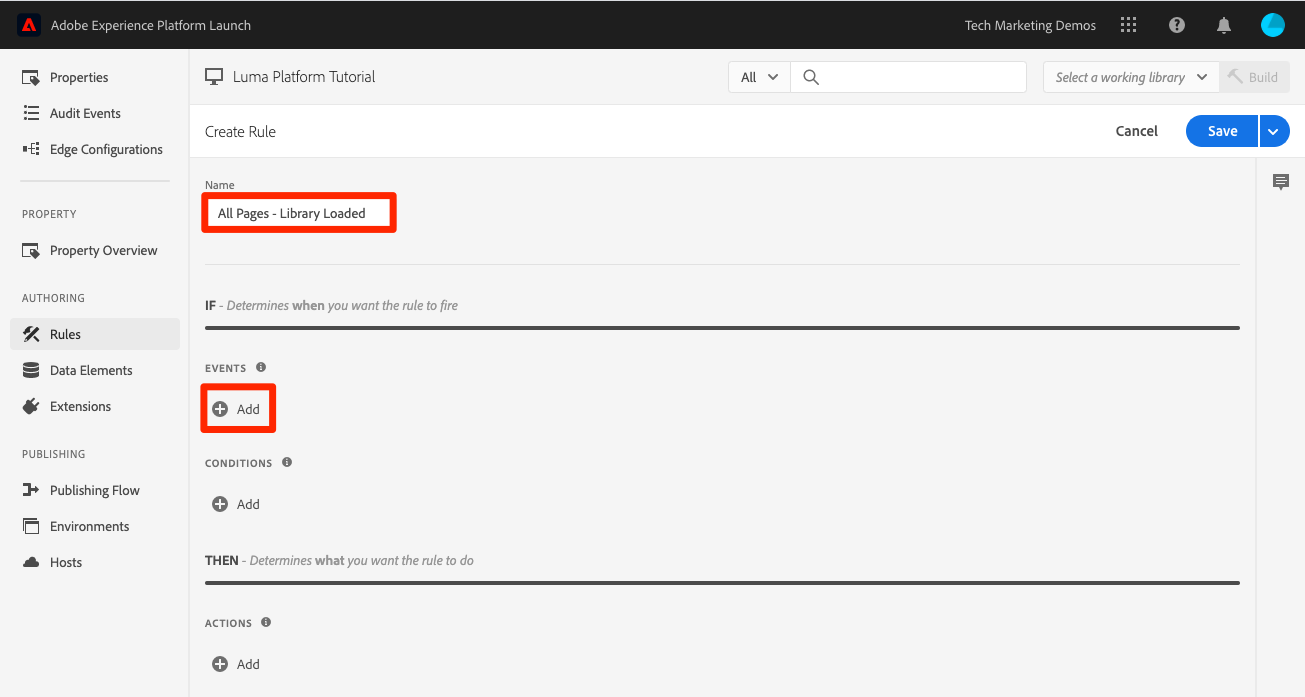 Adobe Experience Platform Launch
Tech Marketing Demos
Properties
Audit Events
Edge Configurations
PROPERTY
Property Overview
AUTHORING
Rules
Data Elements
Extensions
PUBLISHING
Publishing Flow
Environments
Hosts
Luma Platform Tutorial
All
Select a working library
Build
Create Rule
Cancel
Save
Name
All Pages - Library Loaded
IF - Determines when you want the rule to fire
EVENTS
Add
CONDITIONS
Add
THEN - Determines what you want the rule to do
ACTIONS
Add